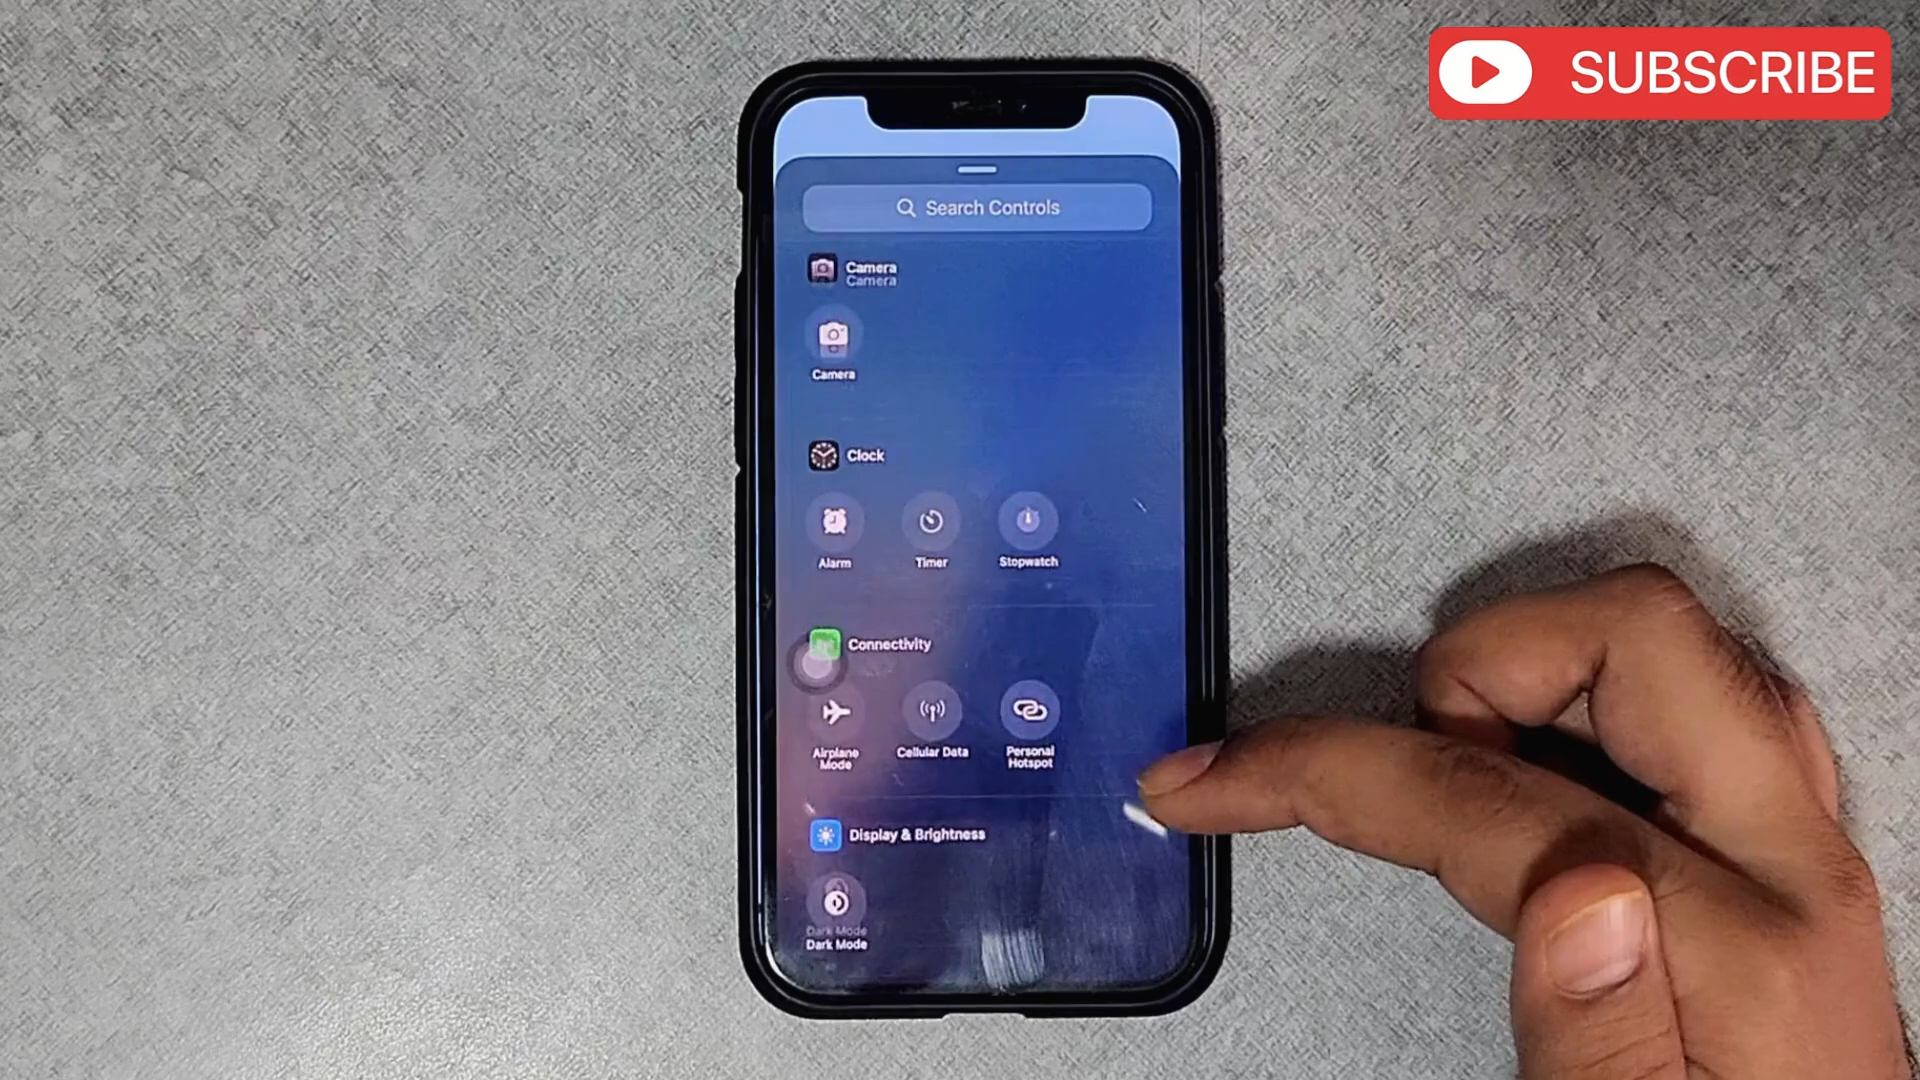 SUBSCRIBE
Search Controls
Camera
Camera
Camera
Clock
Alarm
Timer
Stopwatch
Connectivity
Airplane
Mode
Cellular Data
Personal
Hotspot
Display & Brightness
Dark Mode
Dark Mode